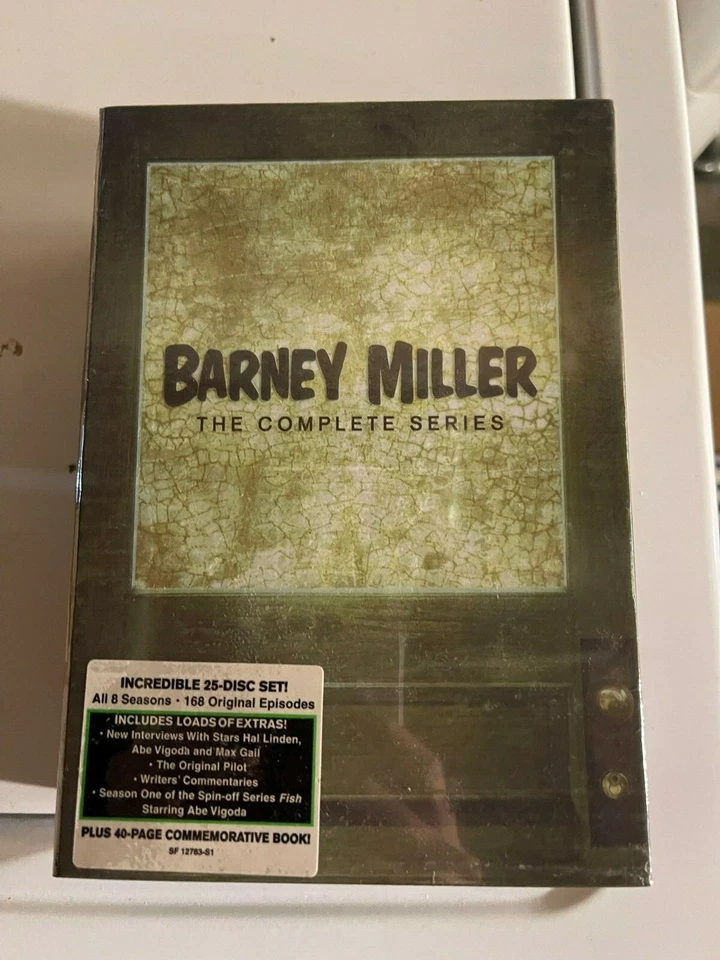 BARNEY MILLER
THE COMPLETE SERIES
INCREDIBLE 25-DISC SET!
All 8 Seasons • 168 Original Episodes
INCLUDES LOADS OF EXTRAS!
• New Interviews With Stars Hal Linden,
Abe Vigoda and Max Gail
• The Original Pilot
• Writers' Commentaries
• Season One of the Spin-off Series Fish
Starring Abe Vigoda
PLUS 40-PAGE COMMEMORATIVE BOOK!
SF 12783-S1